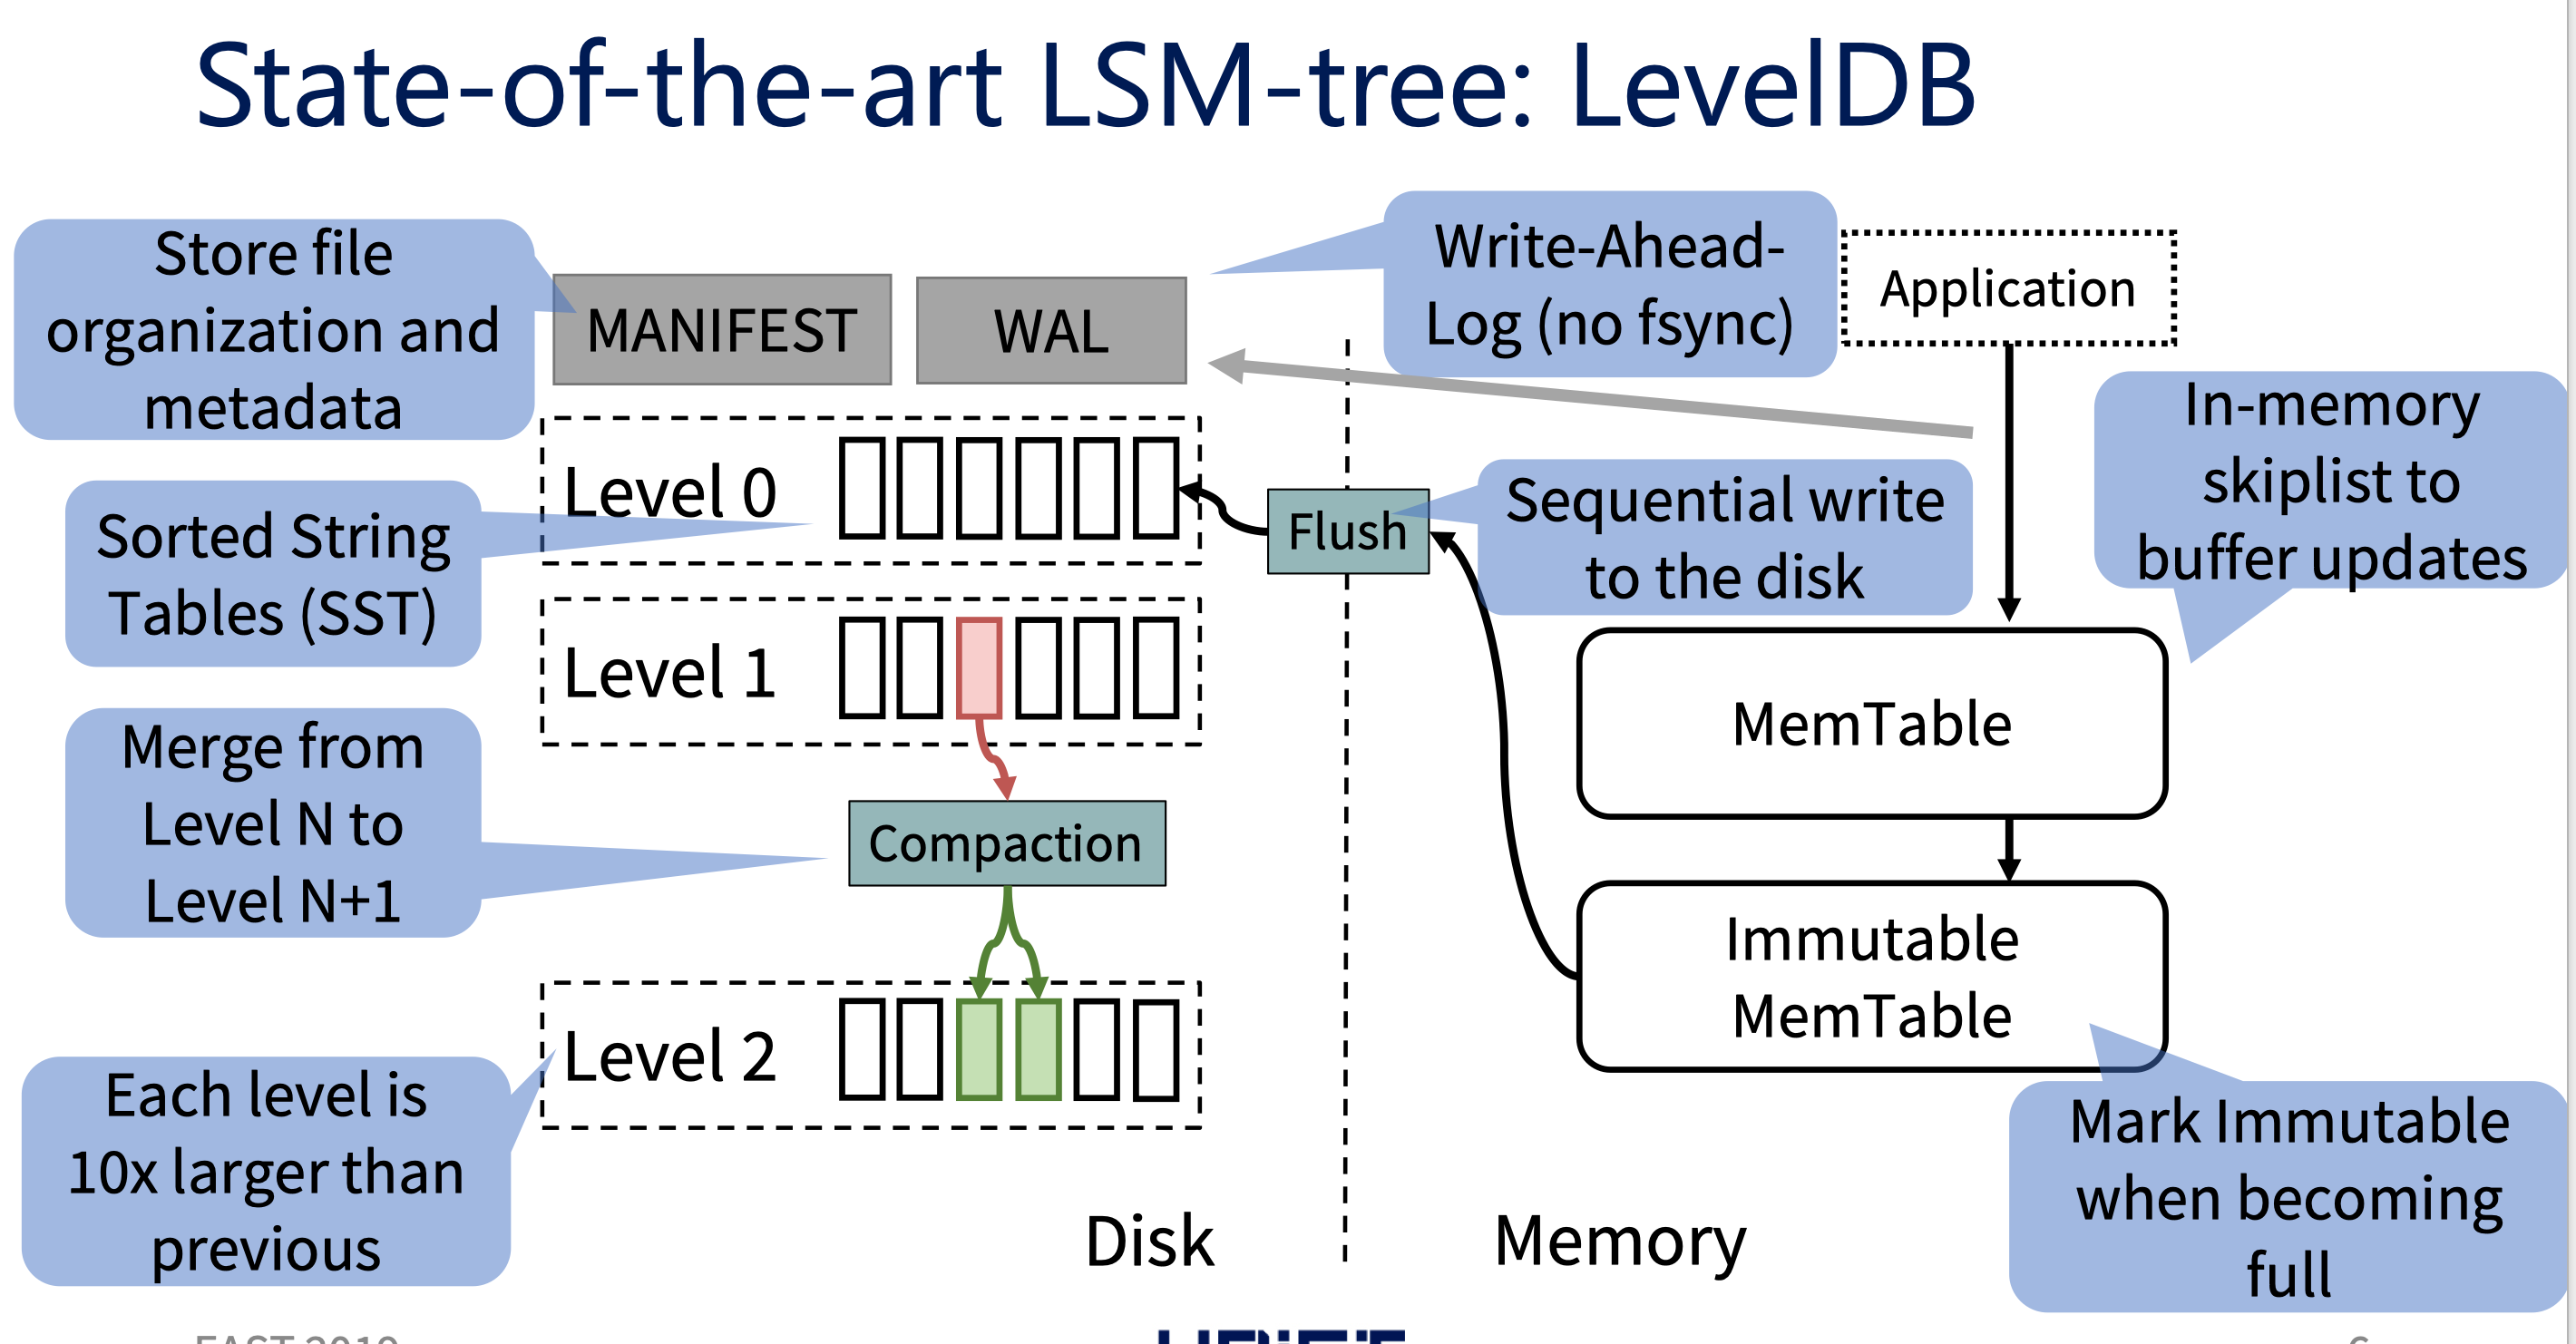 State-of-the-art LSM-tree: LevelDB
Store file
organization and
metadata
MANIFEST
WAL
Write-Ahead-
Log (no fsync)
Application
In-memory
skiplist to
buffer updates
Level 0
Sorted String
Tables (SST)
Flush
Sequential write
to the disk
Level 1
MemTable
Merge from
Level N to
Level N+1
Compaction
Immutable
MemTable
Level 2
Each level is
10x larger than
previous
Mark Immutable
when becoming
full
Disk
Memory
FAST 2019